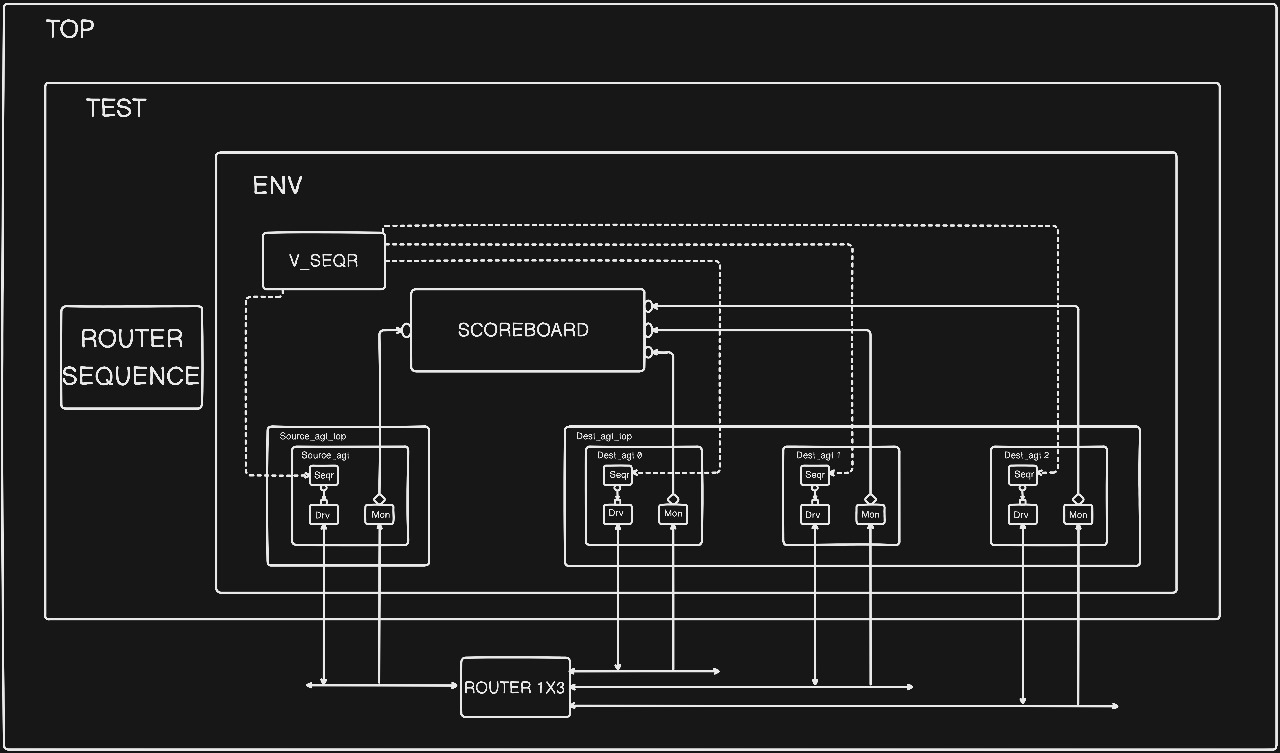 TOP
TEST
ENV
V_SEQR
SCOREBOARD
ROUTER
SEQUENCE
Source_agt_top
Source_agt
Seqr
Drv
Mon
Dest_agt_top
Dest_agt 0
Seqr
Drv
Mon
Dest_agt 1
Seqr
Drv
Mon
Dest_agt 2
Seqr
Drv
Mon
ROUTER 1X3